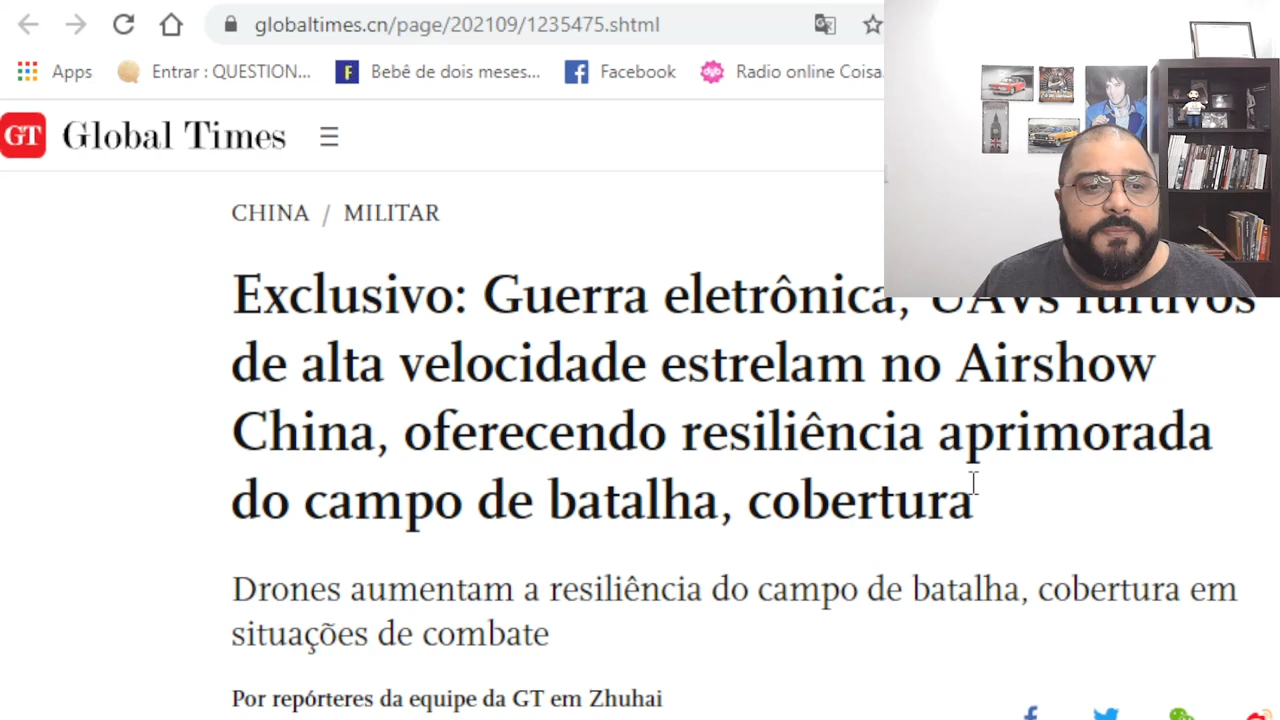 globaltimes.cn/page/202109/1235475.shtml
Apps Entrar : QUESTION... Bebê de dois meses... Facebook Radio online Coisa.
GT Global Times
CHINA / MILITAR
Exclusivo: Guerra eletrônica, UAVs furtivos
de alta velocidade estrelam no Airshow
China, oferecendo resiliência aprimorada
do campo de batalha, cobertura
Drones aumentam a resiliência do campo de batalha, cobertura em
situações de combate
Por repórteres da equipe da GT em Zhuhai